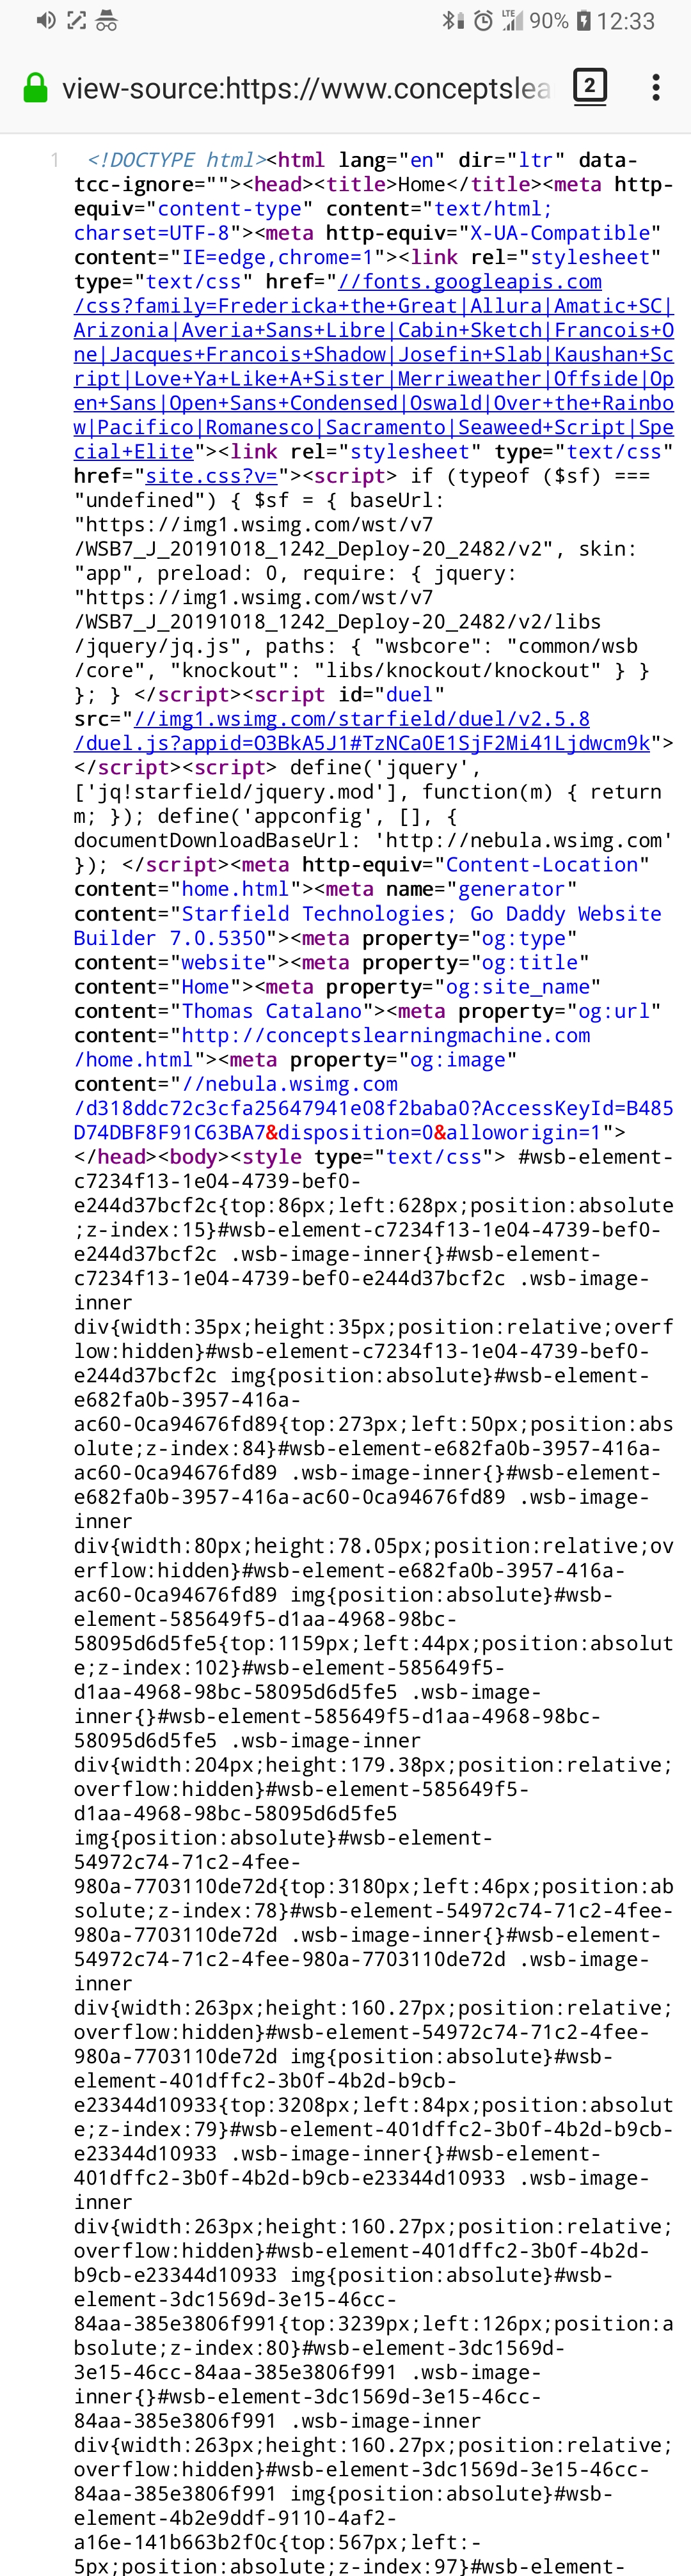 90% 12:33
view-source:https://www.conceptslea
2
1 <!DOCTYPE html><html lang="en" dir="ltr" data-
tcc-ignore=""><head><title>Home</title><meta http-
equiv="content-type" content="text/html;
charset=UTF-8"><meta http-equiv="X-UA-Compatible"
content="IE=edge,chrome=1"><link rel="stylesheet"
type="text/css" href="//fonts.googleapis.com
/css?family=Fredericka+the+Great|Allura|Amatic+SC|
Arizonia|Averia+Sans+Libre|Cabin+Sketch|Francois+O
ne|Jacques+Francois+Shadow|Josefin+Slab|Kaushan+Sc
ript|Love+Ya+Like+A+Sister|Merriweather|Offside|Op
en+Sans|Open+Sans+Condensed|Oswald|Over+the+Rainbo
w|Pacifico|Romanesco|Sacramento|Seaweed+Script|Spe
cial+Elite"><link rel="stylesheet" type="text/css"
href="site.css?v="><script> if (typeof ($sf) ===
"undefined") { $sf = { baseUrl:
"https://img1.wsimg.com/wst/v7
/WSB7_J_20191018_1242_Deploy-20_2482/v2", skin:
"app", preload: 0, require: { jquery:
"https://img1.wsimg.com/wst/v7
/WSB7_J_20191018_1242_Deploy-20_2482/v2/libs
/jquery/jq.js", paths: { "wsbcore": "common/wsb
/core", "knockout": "libs/knockout/knockout" } }
}; } </script><script id="duel"
src="//img1.wsimg.com/starfield/duel/v2.5.8
/duel.js?appid=O3BkA5J1#TzNCa0E1SjF2Mi41Ljdwcm9k">
</script><script> define('jquery',
['jq!starfield/jquery.mod'], function(m) { return
m; }); define('appconfig', [], {
documentDownloadBaseUrl: 'http://nebula.wsimg.com'
}); </script><meta http-equiv="Content-Location"
content="home.html"><meta name="generator"
content="Starfield Technologies; Go Daddy Website
Builder 7.0.5350"><meta property="og:type"
content="website"><meta property="og:title"
content="Home"><meta property="og:site_name"
content="Thomas Catalano"><meta property="og:url"
content="http://conceptslearningmachine.com
/home.html"><meta property="og:image"
content="//nebula.wsimg.com
/d318ddc72c3cfa25647941e08f2baba0?AccessKeyId=B485
D74DBF8F91C63BA7&disposition=0&alloworigin=1">
</head><body><style type="text/css"> #wsb-element-
c7234f13-1e04-4739-bef0-
e244d37bcf2c{top:86px;left:628px;position:absolute
;z-index:15}#wsb-element-c7234f13-1e04-4739-bef0-
e244d37bcf2c .wsb-image-inner{}#wsb-element-
c7234f13-1e04-4739-bef0-e244d37bcf2c .wsb-image-
inner
div{width:35px;height:35px;position:relative;overf
low:hidden}#wsb-element-c7234f13-1e04-4739-bef0-
e244d37bcf2c img{position:absolute}#wsb-element-
e682fa0b-3957-416a-
ac60-0ca94676fd89{top:273px;left:50px;position:abs
olute;z-index:84}#wsb-element-e682fa0b-3957-416a-
ac60-0ca94676fd89 .wsb-image-inner{}#wsb-element-
e682fa0b-3957-416a-ac60-0ca94676fd89 .wsb-image-
inner
div{width:80px;height:78.05px;position:relative;ov
erflow:hidden}#wsb-element-e682fa0b-3957-416a-
ac60-0ca94676fd89 img{position:absolute}#wsb-
element-585649f5-d1aa-4968-98bc-
58095d6d5fe5{top:1159px;left:44px;position:absolut
e;z-index:102}#wsb-element-585649f5-
d1aa-4968-98bc-58095d6d5fe5 .wsb-image-
inner{}#wsb-element-585649f5-d1aa-4968-98bc-
58095d6d5fe5 .wsb-image-inner
div{width:204px;height:179.38px;position:relative;
overflow:hidden}#wsb-element-585649f5-
d1aa-4968-98bc-58095d6d5fe5
img{position:absolute}#wsb-element-
54972c74-71c2-4fee-
980a-7703110de72d{top:3180px;left:46px;position:ab
solute;z-index:78}#wsb-element-54972c74-71c2-4fee-
980a-7703110de72d .wsb-image-inner{}#wsb-element-
54972c74-71c2-4fee-980a-7703110de72d .wsb-image-
inner
div{width:263px;height:160.27px;position:relative;
overflow:hidden}#wsb-element-54972c74-71c2-4fee-
980a-7703110de72d img{position:absolute}#wsb-
element-401dffc2-3b0f-4b2d-b9cb-
e23344d10933{top:3208px;left:84px;position:absolut
e;z-index:79}#wsb-element-401dffc2-3b0f-4b2d-b9cb-
e23344d10933 .wsb-image-inner{}#wsb-element-
401dffc2-3b0f-4b2d-b9cb-e23344d10933 .wsb-image-
inner
div{width:263px;height:160.27px;position:relative;
overflow:hidden}#wsb-element-401dffc2-3b0f-4b2d-
b9cb-e23344d10933 img{position:absolute}#wsb-
element-3dc1569d-3e15-46cc-
84aa-385e3806f991{top:3239px;left:126px;position:a
bsolute;z-index:80}#wsb-element-3dc1569d-
3e15-46cc-84aa-385e3806f991 .wsb-image-
inner{}#wsb-element-3dc1569d-3e15-46cc-
84aa-385e3806f991 .wsb-image-inner
div{width:263px;height:160.27px;position:relative;
overflow:hidden}#wsb-element-3dc1569d-3e15-46cc-
84aa-385e3806f991 img{position:absolute}#wsb-
element-4b2e9ddf-9110-4af2-
a16e-141b663b2f0c{top:567px;left:-
5px;position:absolute;z-index:97}#wsb-element-